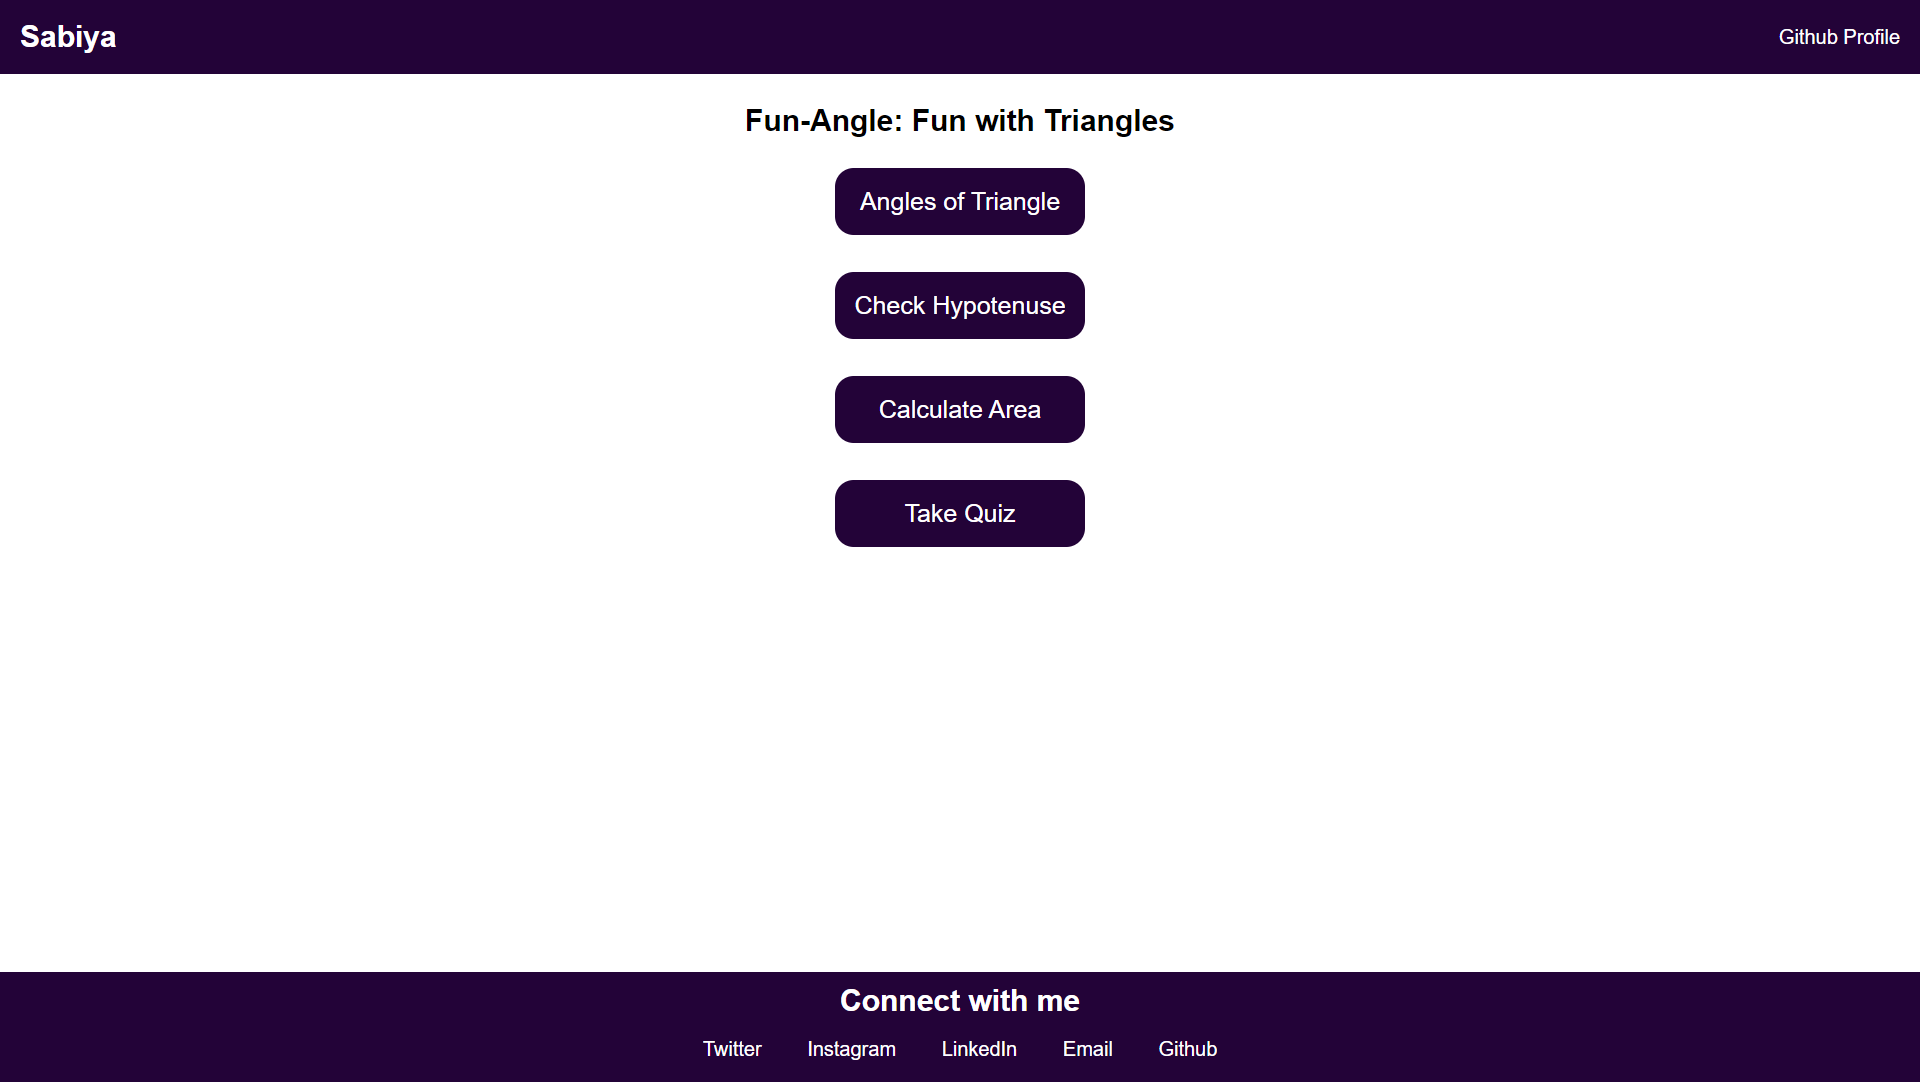 Sabiya
Github Profile
Fun-Angle: Fun with Triangles
Angles of Triangle
Check Hypotenuse
Calculate Area
Take Quiz
Connect with me
Twitter Instagram LinkedIn Email Github